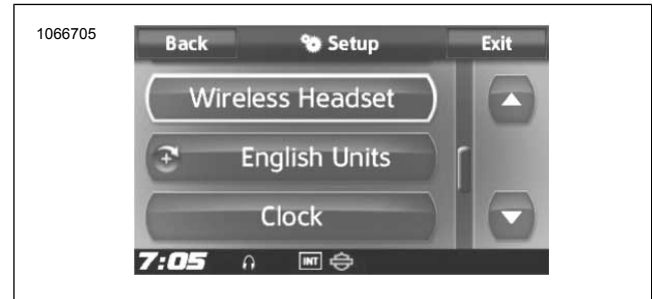 1066705
Back Setup Exit
Wireless Headset
English Units
Clock
7:05 INT